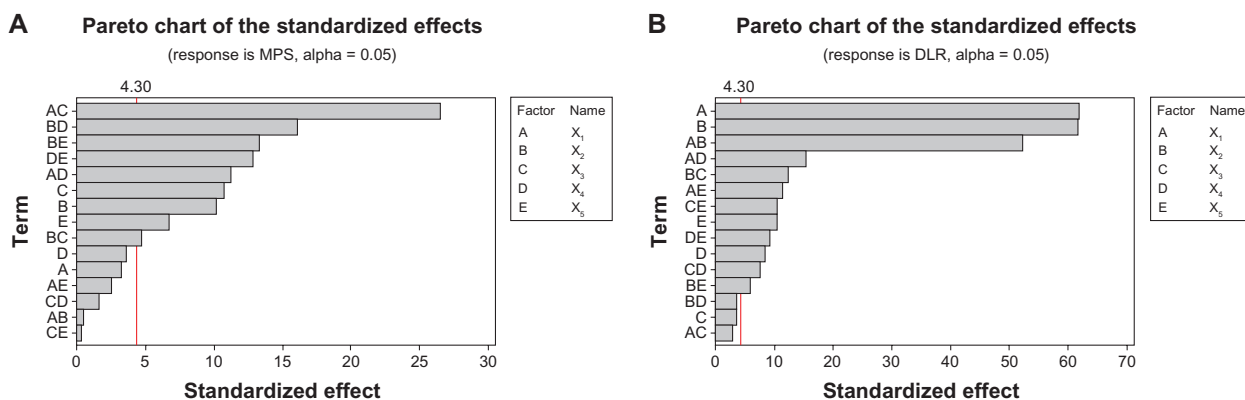 A
Pareto chart of the standardized effects
(response is MPS, alpha = 0.05)
4.30
Term
AC
BD
BE
DE
AD
C
B
E
BC
D
A
AE
CD
AB
CE
0 5 10 15 20 25 30
Standardized effect
Factor Name
A X₁
B X₂
C X₃
D X₄
E X₅
B
Pareto chart of the standardized effects
(response is DLR, alpha = 0.05)
4.30
Term
A
B
AB
AD
BC
AE
CE
E
DE
D
CD
BE
BD
C
AC
0 10 20 30 40 50 60 70
Standardized effect
Factor Name
A X₁
B X₂
C X₃
D X₄
E X₅